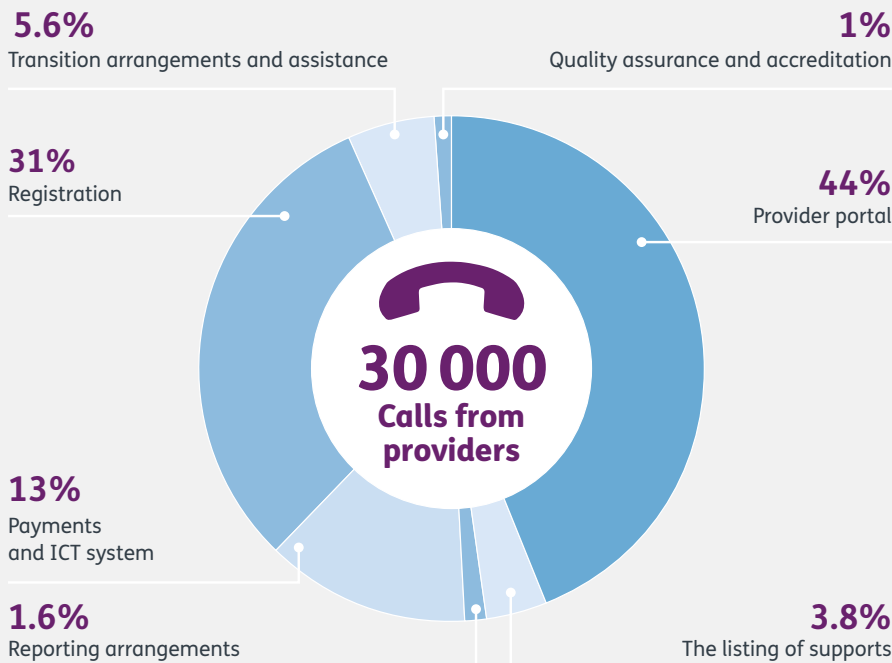 5.6%
Transition arrangements and assistance
1%
Quality assurance and accreditation
31%
Registration
44%
Provider portal
30 000
Calls from
providers
13%
Payments
and ICT system
1.6%
Reporting arrangements
3.8%
The listing of supports